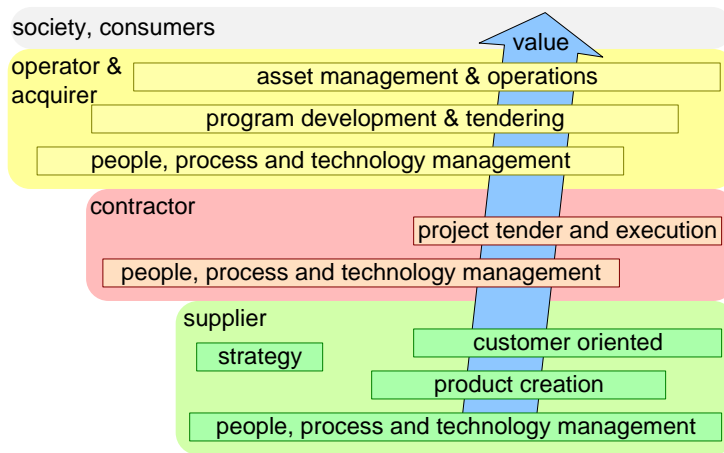 society, consumers
value
operator &
acquirer
asset management & operations
program development & tendering
people, process and technology management
contractor
project tender and execution
people, process and technology management
supplier
customer oriented
strategy
product creation
people, process and technology management